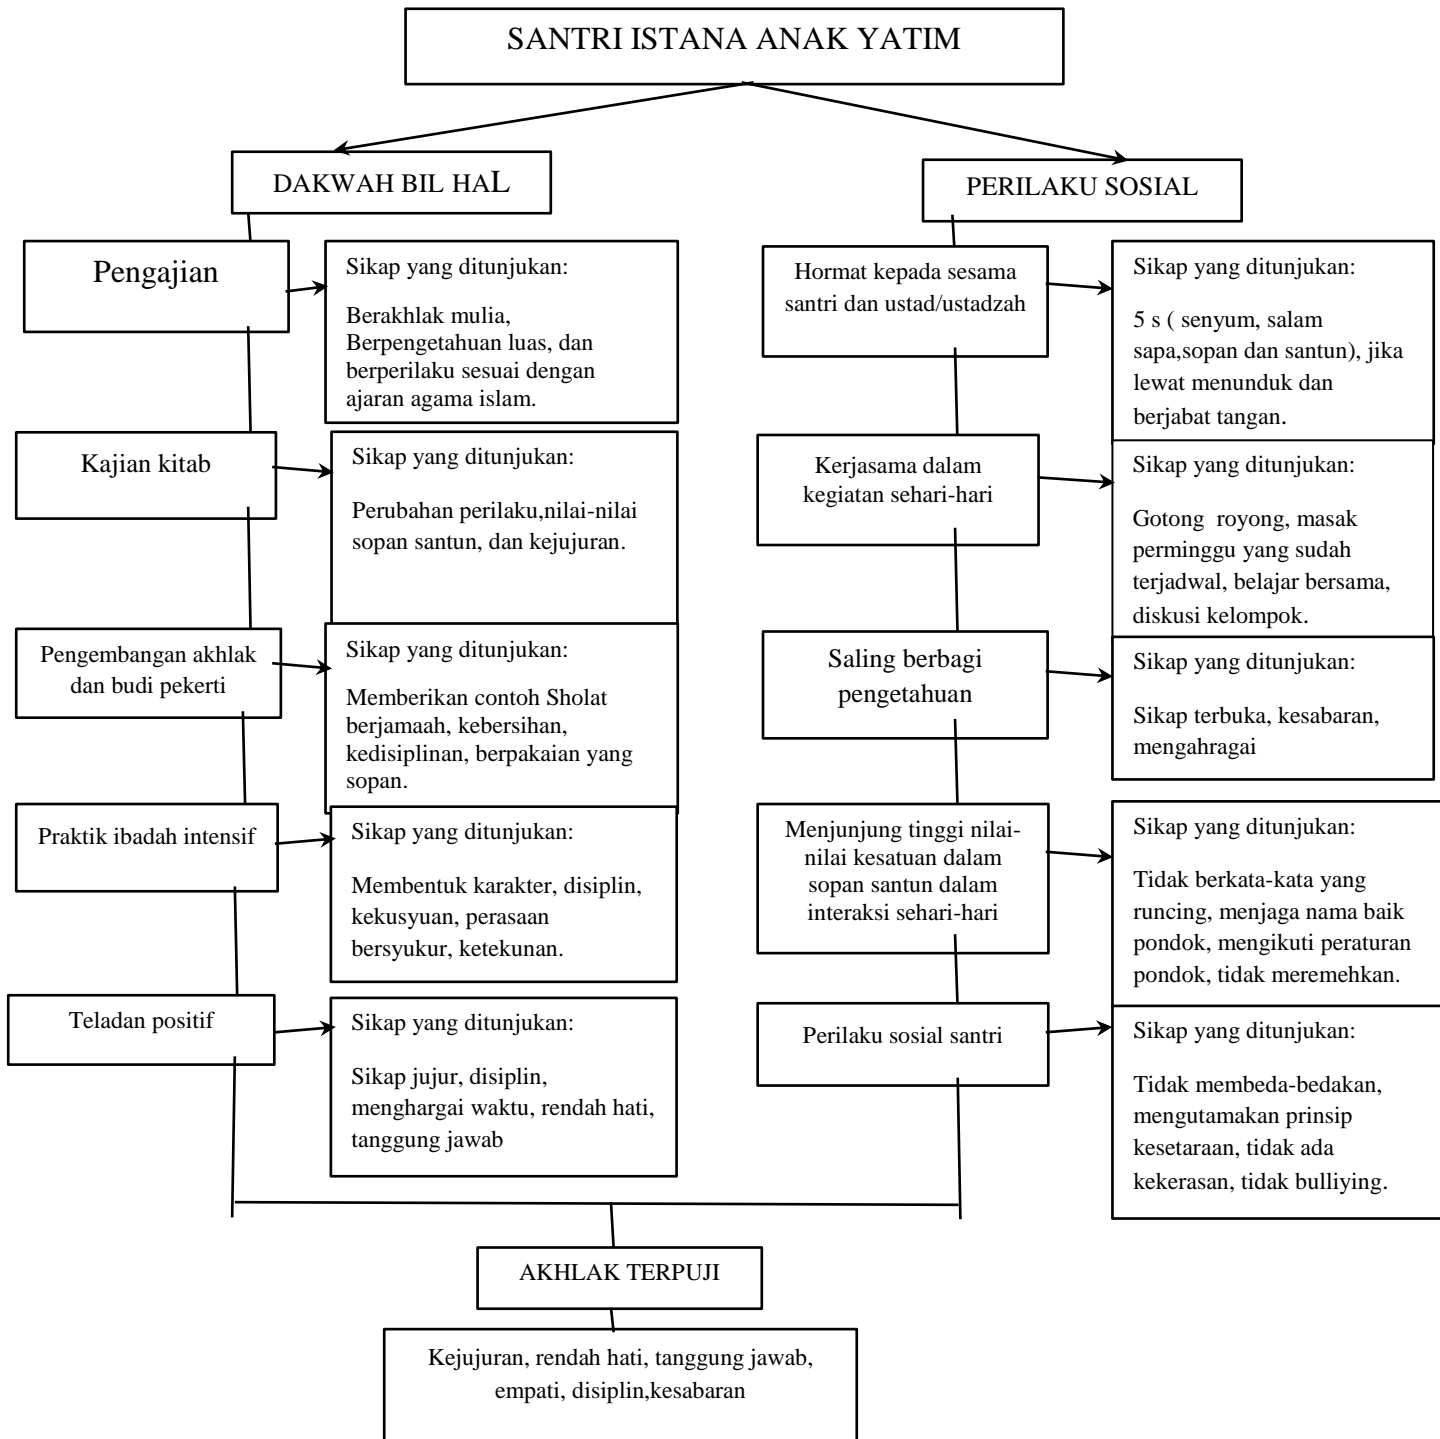 SANTRI ISTANA ANAK YATIM
DAKWAH BIL HAL
PERILAKU SOSIAL
Pengajian
Sikap yang ditunjukan:
Berakhlak mulia,
Berpengetahuan luas, dan
berperilaku sesuai dengan
ajaran agama islam.
Hormat kepada sesama
santri dan ustad/ustadzah
Sikap yang ditunjukan:
5 s ( senyum, salam
sapa,sopan dan santun), jika
lewat menunduk dan
berjabat tangan.
Kajian kitab
Sikap yang ditunjukan:
Perubahan perilaku,nilai-nilai
sopan santun, dan kejujuran.
Kerjasama dalam
kegiatan sehari-hari
Sikap yang ditunjukan:
Gotong  royong, masak
perminggu yang sudah
terjadwal, belajar bersama,
diskusi kelompok.
Pengembangan akhlak
dan budi pekerti
Sikap yang ditunjukan:
Memberikan contoh Sholat
berjamaah, kebersihan,
kedisiplinan, berpakaian yang
sopan.
Saling berbagi
pengetahuan
Sikap yang ditunjukan:
Sikap terbuka, kesabaran,
mengahragai
Praktik ibadah intensif
Sikap yang ditunjukan:
Membentuk karakter, disiplin,
kekusyuan, perasaan
bersyukur, ketekunan.
Menjunjung tinggi nilai-
nilai kesatuan dalam
sopan santun dalam
interaksi sehari-hari
Sikap yang ditunjukan:
Tidak berkata-kata yang
runcing, menjaga nama baik
pondok, mengikuti peraturan
pondok, tidak meremehkan.
Teladan positif
Sikap yang ditunjukan:
Sikap jujur, disiplin,
menghargai waktu, rendah hati,
tanggung jawab
Perilaku sosial santri
Sikap yang ditunjukan:
Tidak membeda-bedakan,
mengutamakan prinsip
kesetaraan, tidak ada
kekerasan, tidak bulliying.
AKHLAK TERPUJI
Kejujuran, rendah hati, tanggung jawab,
empati, disiplin,kesabaran